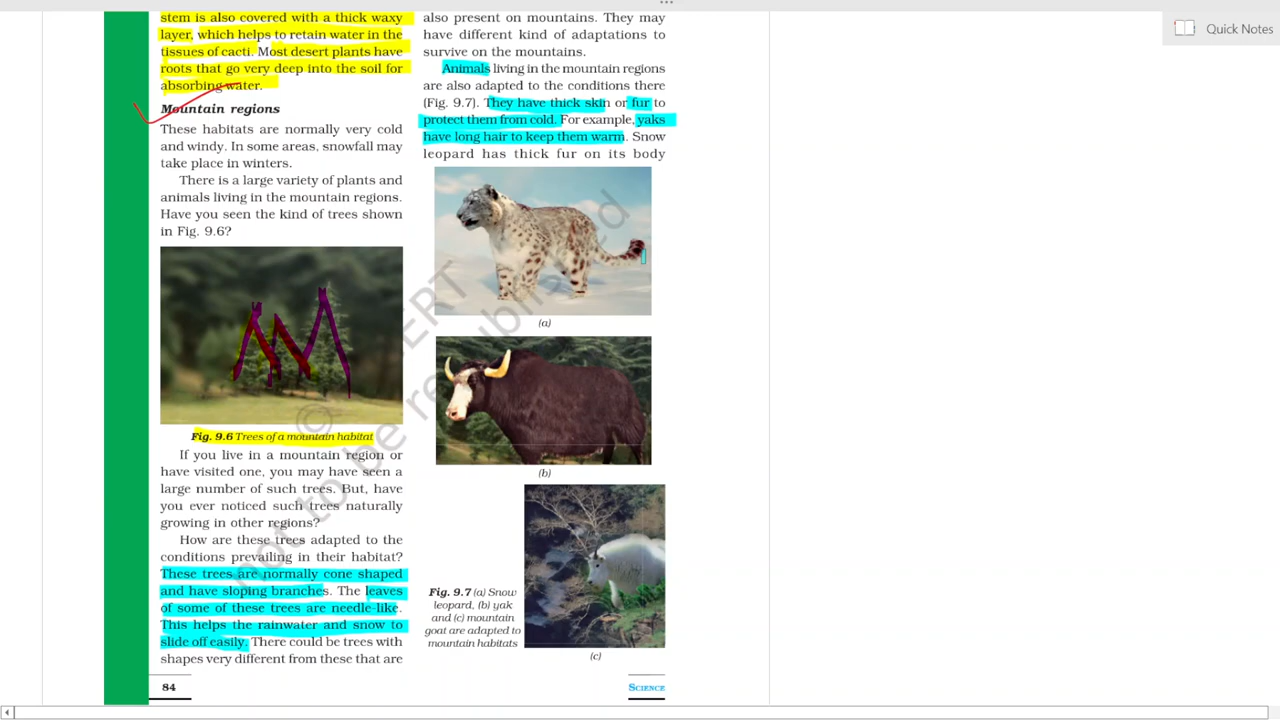 Quick Notes
stem is also covered with a thick waxy
layer, which helps to retain water in the
tissues of cacti. Most desert plants have
roots that go very deep into the soil for
absorbing water.
Mountain regions
These habitats are normally very cold
and windy. In some areas, snowfall may
take place in winters.
There is a large variety of plants and
animals living in the mountain regions.
Have you seen the kind of trees shown
in Fig. 9.6?
Fig. 9.6 Trees of a mountain habitat
If you live in a mountain region or
have visited one, you may have seen a
large number of such trees. But, have
you ever noticed such trees naturally
growing in other regions?
How are these trees adapted to the
conditions prevailing in their habitat?
These trees are normally cone shaped
and have sloping branches. The leaves
of some of these trees are needle-like.
This helps the rainwater and snow to
slide off easily. There could be trees with
shapes very different from these that are
also present on mountains. They may
have different kind of adaptations to
survive on the mountains.
Animals living in the mountain regions
are also adapted to the conditions there
(Fig. 9.7). They have thick skin or fur to
protect them from cold. For example, yaks
have long hair to keep them warm. Snow
leopard has thick fur on its body
(a)
(b)
Fig. 9.7 (a) Snow
leopard, (b) yak
and (c) mountain
goat are adapted to
mountain habitats
(c)
84
SCIENCE
not to be republished